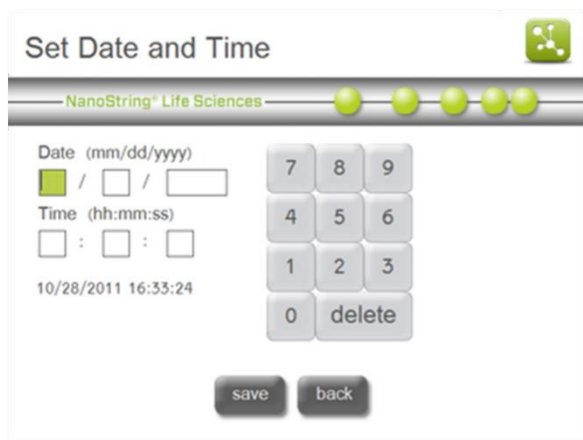 Set Date and Time
NanoString® Life Sciences
Date (mm/dd/yyyy)
/ /
Time (hh:mm:ss)
: :
10/28/2011 16:33:24
7 8 9
4 5 6
1 2 3
0 delete
save back